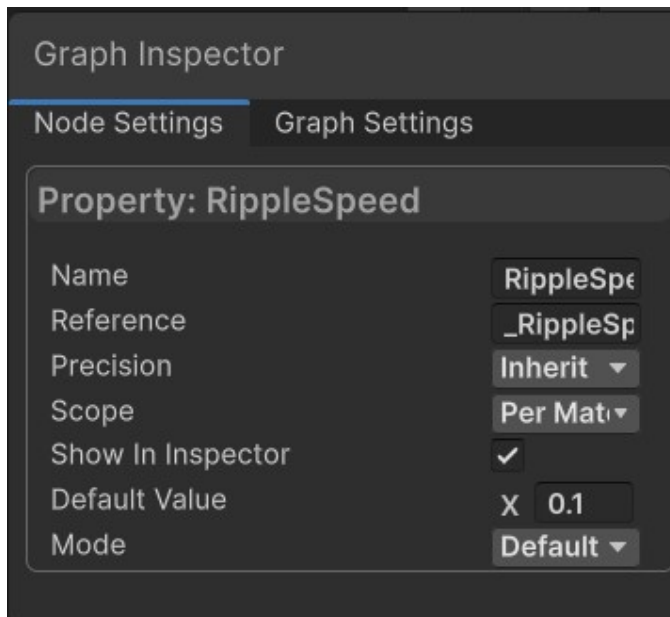 Graph Inspector
Node Settings Graph Settings
Property: RippleSpeed
Name RippleSpe
Reference _RippleSp
Precision Inherit
Scope Per Mat
Show In Inspector
Default Value X 0.1
Mode Default